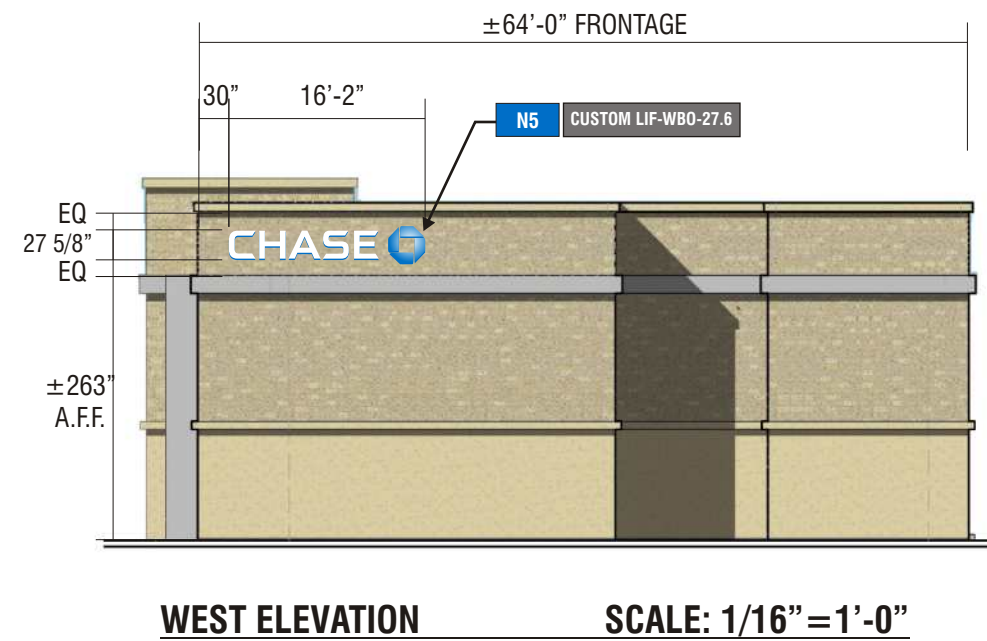 ±64’-0” FRONTAGE
30” 16’-2”
N5 CUSTOM LIF-WBO-27.6
EQ
27 5/8”
EQ
CHASE
±263”
A.F.F.
WEST ELEVATION SCALE: 1/16”=1’-0”